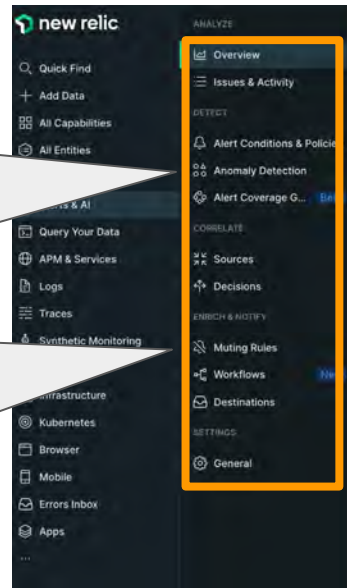 new relic
Quick Find
Add Data
All Capabilities
All Entities
& AI
Query Your Data
APM & Services
Logs
Traces
Synthetic Monitoring
Infrastructure
Kubernetes
Browser
Mobile
Errors Inbox
Apps
...
ANALYZE
Overview
Issues & Activity
DETECT
Alert Conditions & Policie
Anomaly Detection
Alert Coverage G...
CORRELATE
Sources
Decisions
ENRICH & NOTIFY
Muting Rules
Workflows
Destinations
SETTINGS
General